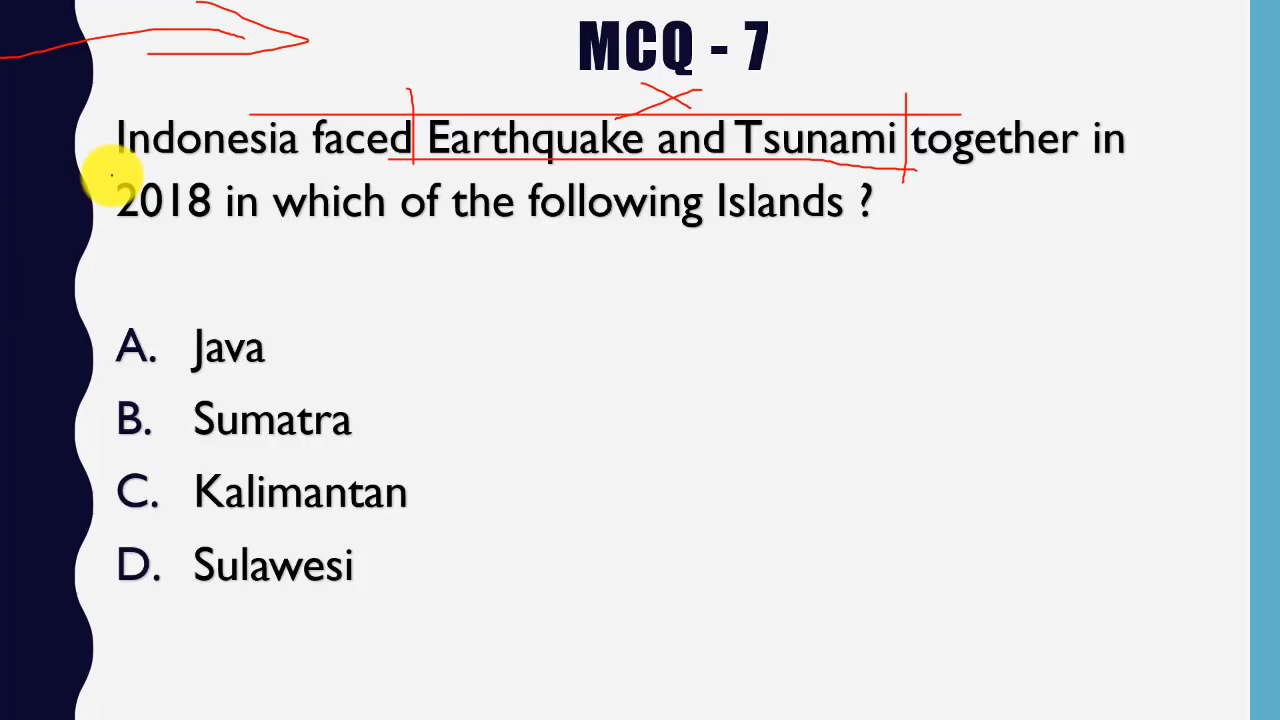 MCQ - 7
Indonesia faced Earthquake and Tsunami together in
2018 in which of the following Islands ?
A. Java
B. Sumatra
C. Kalimantan
D. Sulawesi